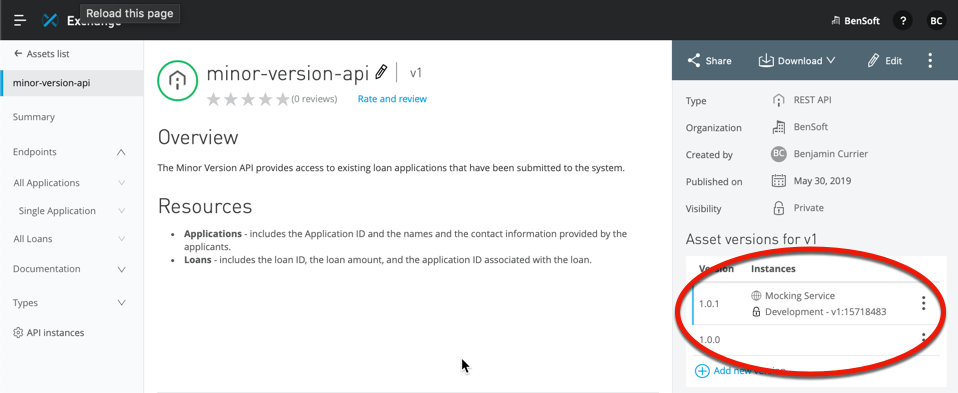 Exchange
Reload this page
BenSoft
?
BC
← Assets list
minor-version-api
Summary
Endpoints
All Applications
Single Application
All Loans
Documentation
Types
API instances
minor-version-api
v1
(0 reviews)
Rate and review
Overview
The Minor Version API provides access to existing loan applications that have been submitted to the system.
Resources
• Applications - includes the Application ID and the names and the contact information provided by the
applicants.
• Loans - includes the loan ID, the loan amount, and the application ID associated with the loan.
Share
Download
Edit
Type
REST API
Organization
BenSoft
Created by
BC
Benjamin Currier
Published on
May 30, 2019
Visibility
Private
Asset versions for v1
Version
Instances
1.0.1
Mocking Service
Development - v1:15718483
1.0.0
Add new version